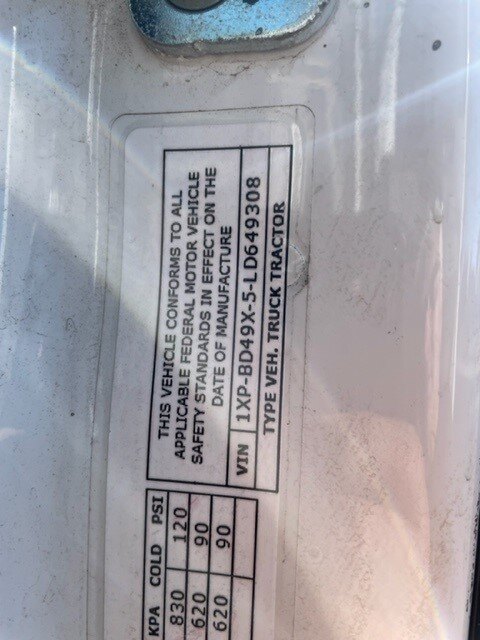 THIS VEHICLE CONFORMS TO ALL
APPLICABLE FEDERAL MOTOR VEHICLE
SAFETY STANDARDS IN EFFECT ON THE
DATE OF MANUFACTURE
VIN 1XP-BD49X-5-LD649308
TYPE VEH. TRUCK TRACTOR
KPA COLD PSI
830 120
620 90
620 90